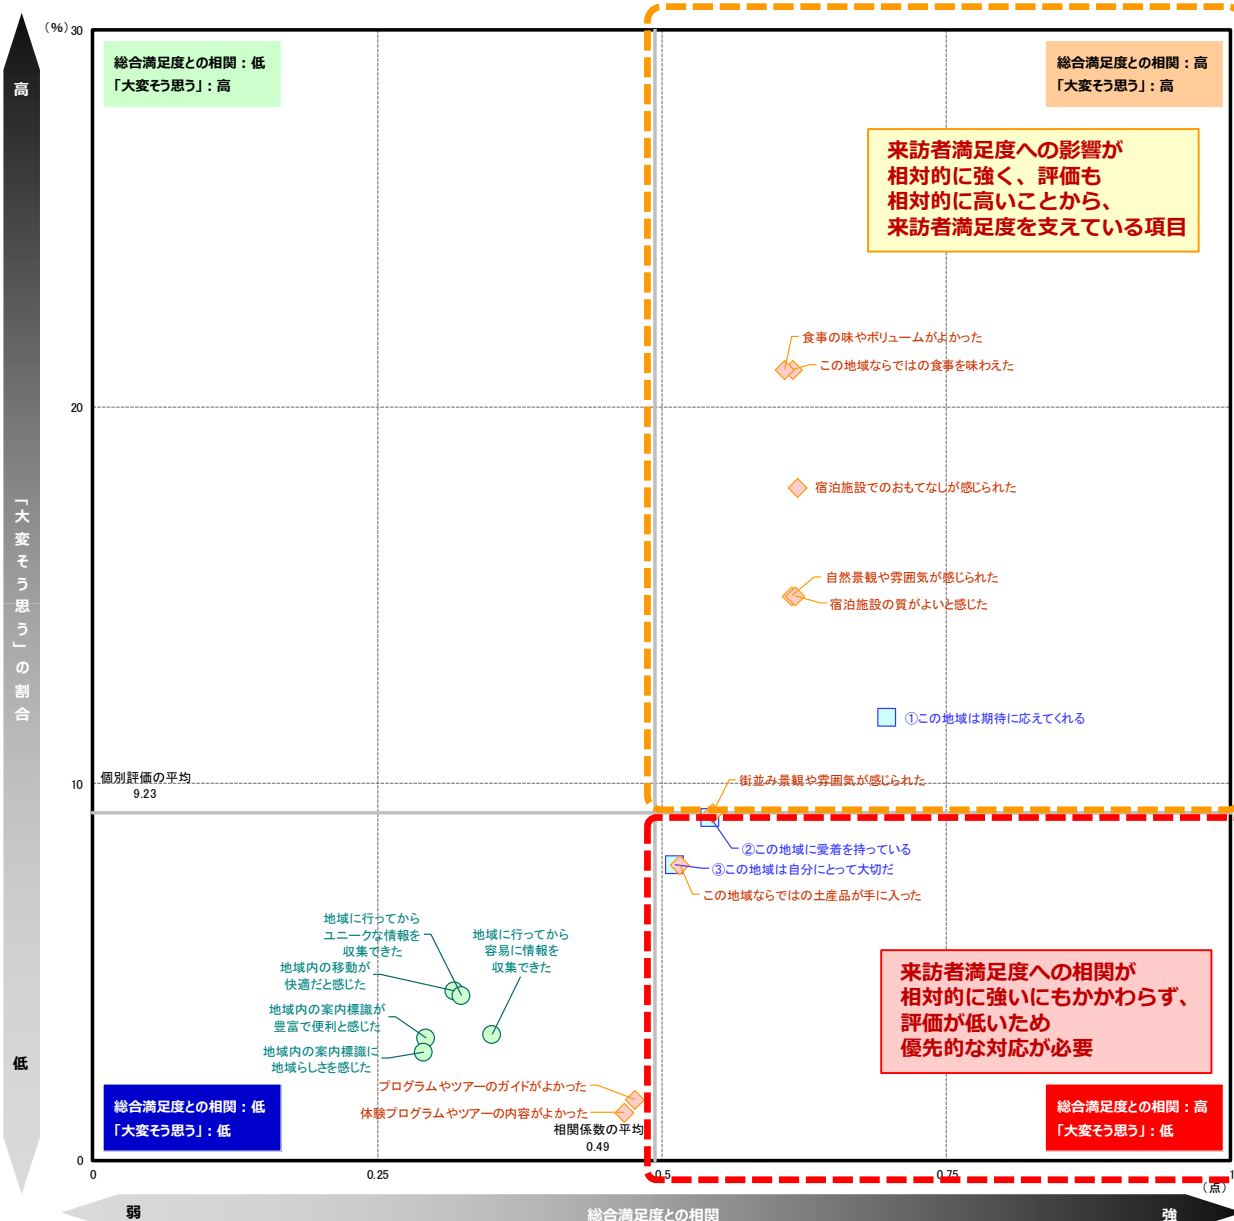 (%)
30
高
総合満足度との相関：低
「大変そう思う」：高
総合満足度との相関：高
「大変そう思う」：高
来訪者満足度への影響が
相対的に強く、評価も
相対的に高いことから、
来訪者満足度を支えている項目
食事の味やボリュームがよかった
この地域ならではの食事を味わえた
20
宿泊施設でのおもてなしが感じられた
「大変そう思う」の割合
自然景観や雰囲気が感じられた
宿泊施設の質がよいと感じた
①この地域は期待に応えてくれる
個別評価の平均
9.23
10
街並み景観や雰囲気が感じられた
②この地域に愛着を持っている
③この地域は自分にとって大切だ
この地域ならではの土産品が手に入った
地域に行ってから
ユニークな情報を
収集できた
地域に行ってから
容易に情報を
収集できた
地域内の移動が
快適だと感じた
地域内の案内標識が
豊富で便利と感じた
地域内の案内標識に
地域らしさを感じた
来訪者満足度への相関が
相対的に強いにもかかわらず、
評価が低いため
優先的な対応が必要
低
プログラムやツアーのガイドがよかった
体験プログラムやツアーの内容がよかった
総合満足度との相関：低
「大変そう思う」：低
相関係数の平均
0.49
総合満足度との相関：高
「大変そう思う」：低
0
0
0.25
0.5
0.75
1
(点)
弱
総合満足度との相関
強